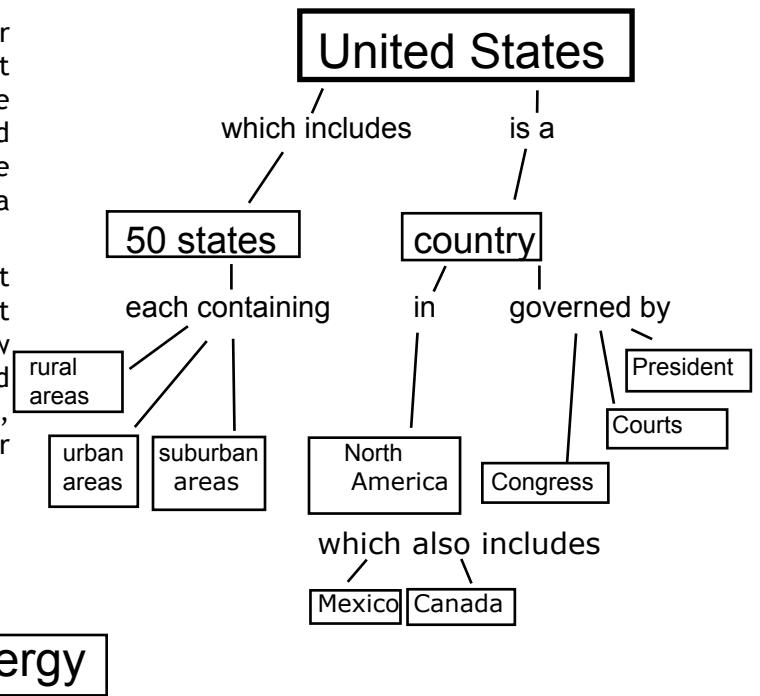 United States
which includes
is a
50 states
country
each containing
in
governed by
rural
areas
President
Courts
urban
areas
suburban
areas
North
America
Congress
which also includes
Mexico
Canada